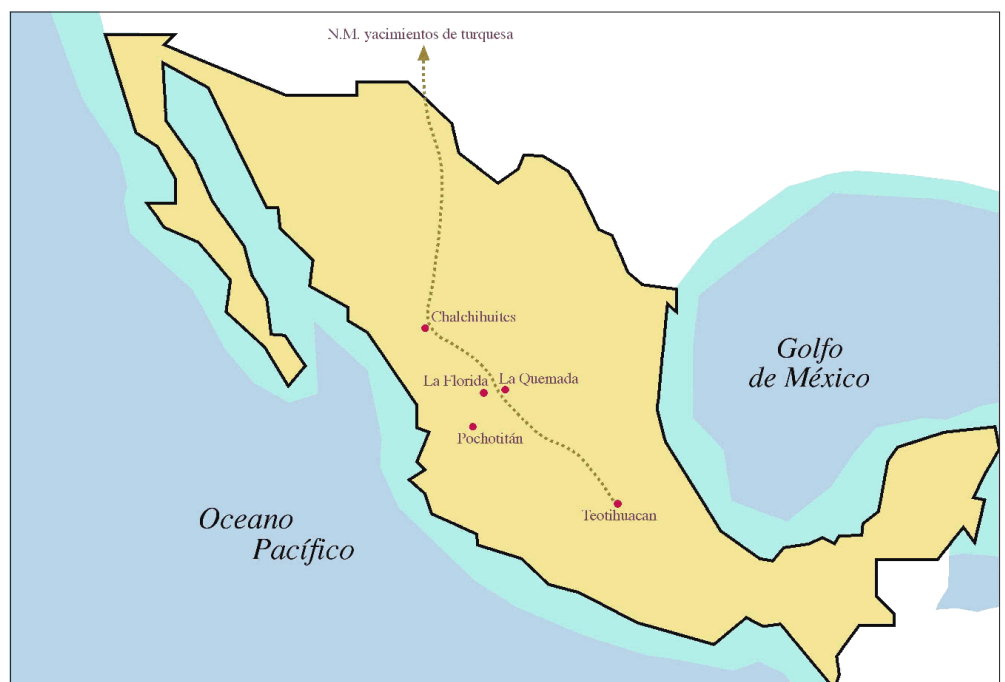 N.M. yacimientos de turquesa
Chalchihuites
La Florida
La Quemada
Pochotitán
Teotihuacan
Golfo
de México
Oceano
Pacífico